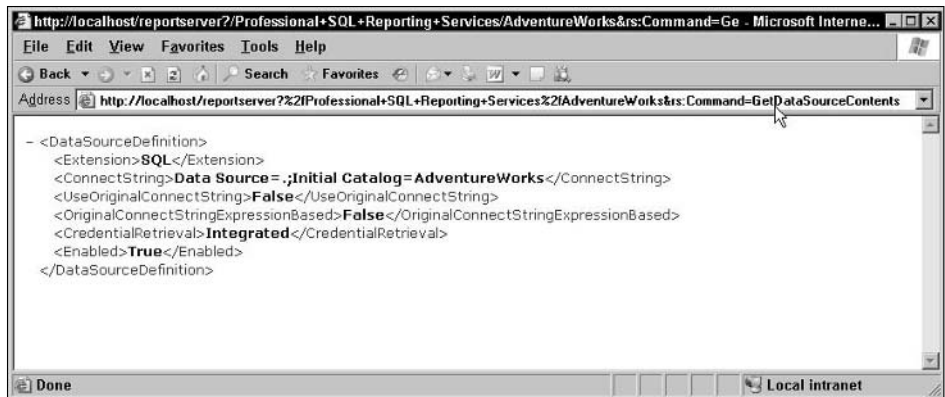 http://localhost/reportserver?/Professional+SQL+Reporting+Services/AdventureWorks&rs:Command=Ge - Microsoft Interne...
File Edit View Favorites Tools Help
Back Search Favorites
Address http://localhost/reportserver?%2fProfessional+SQL+Reporting+Services%2fAdventureWorks&rs:Command=GetDataSourceContents
- <DataSourceDefinition>
<Extension>SQL</Extension>
<ConnectString>Data Source=.;Initial Catalog=AdventureWorks</ConnectString>
<UseOriginalConnectString>False</UseOriginalConnectString>
<OriginalConnectStringExpressionBased>False</OriginalConnectStringExpressionBased>
<CredentialRetrieval>Integrated</CredentialRetrieval>
<Enabled>True</Enabled>
</DataSourceDefinition>
Done Local intranet